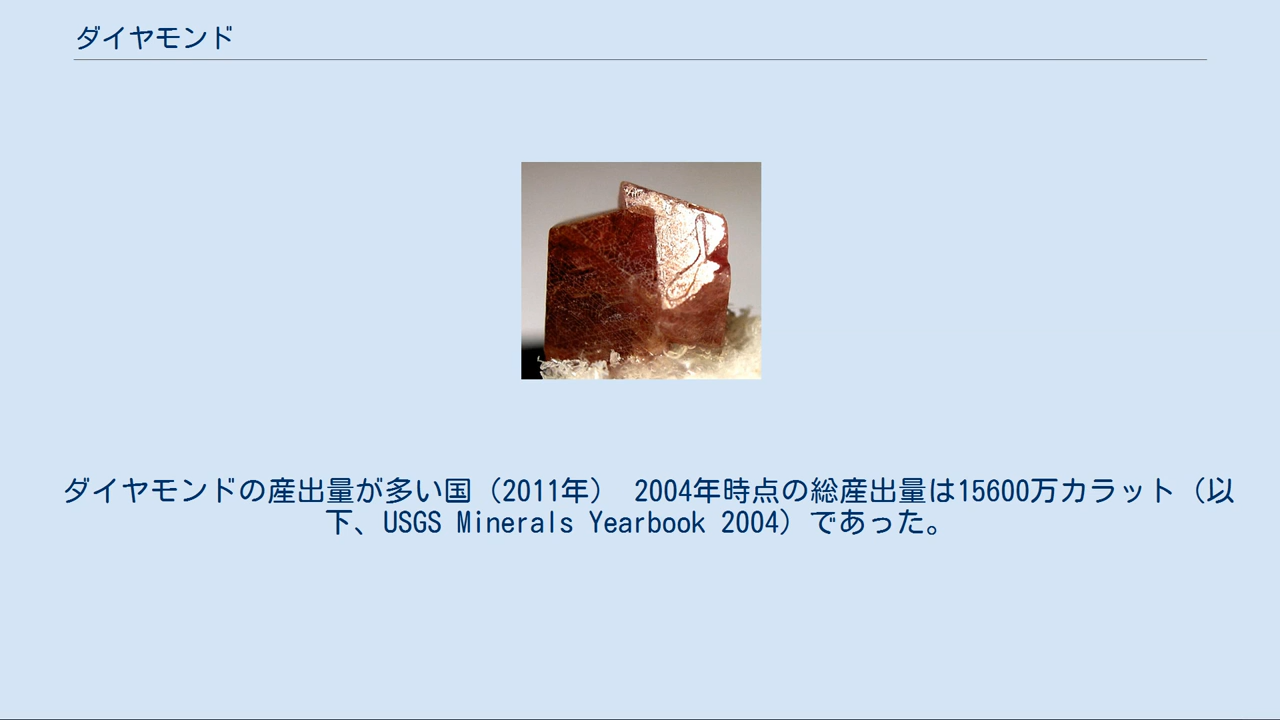 ダイヤモンド
ダイヤモンドの産出量が多い国（2011年） 2004年時点の総産出量は15600万カラット（以
下、USGS Minerals Yearbook 2004）であった。